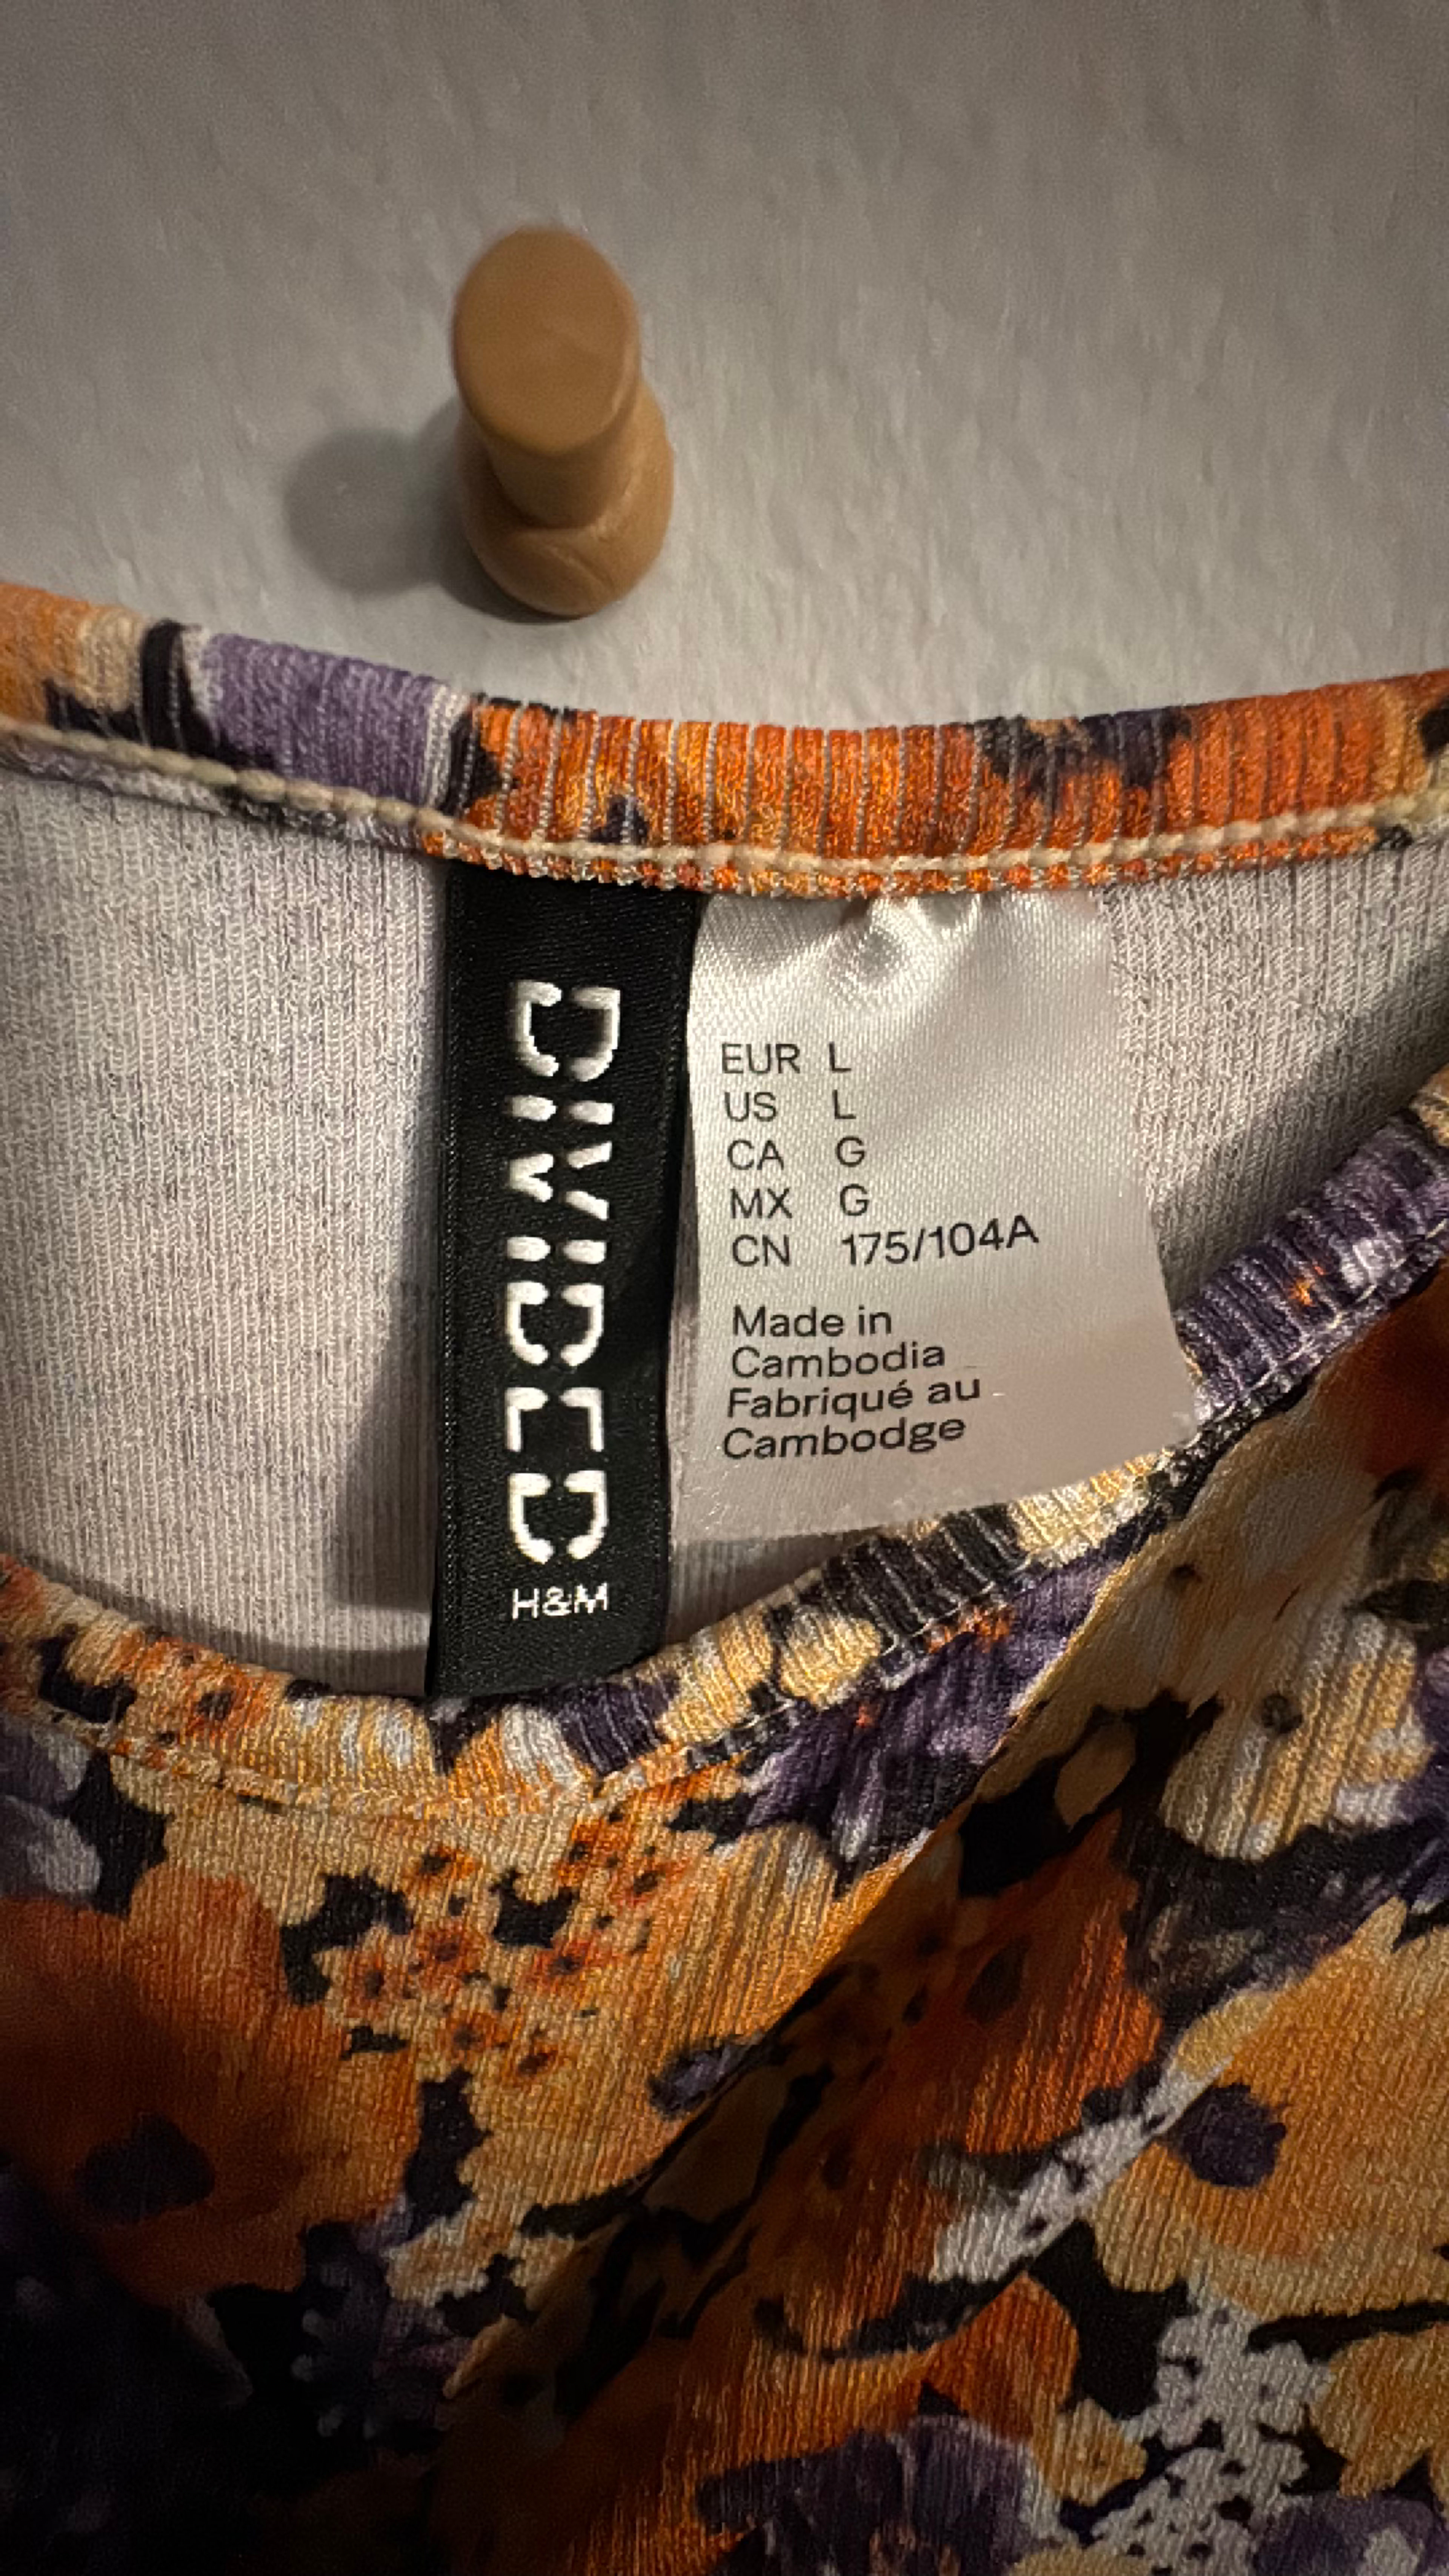 DIVIDED
H&M
EUR L
US L
CA G
MX G
CN 175/104A
Made in
Cambodia
Fabriqué au
Cambodge